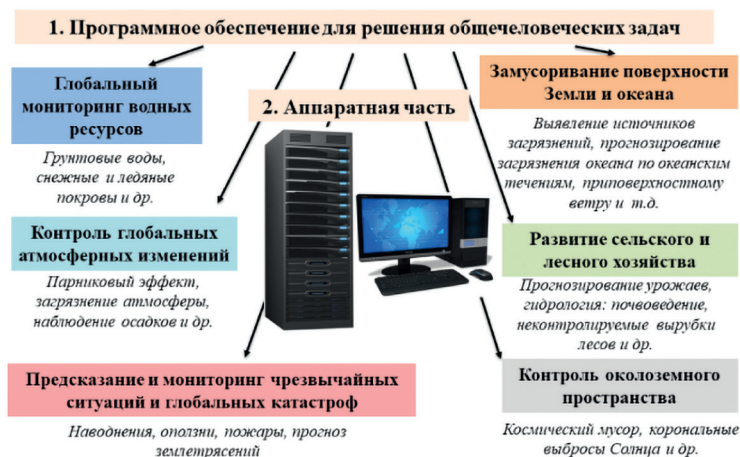 1. Программное обеспечение для решения общечеловеческих задач
Глобальный
мониторинг водных
ресурсов
Грунтовые воды,
снежные и ледяные
покровы и др.
2. Аппаратная часть
Замусоривание поверхности
Земли и океана
Выявление источников
загрязнений, прогнозирование
загрязнения океана по океанским
течениям, приповерхностному
ветру и т.д.
Контроль глобальных
атмосферных изменений
Парниковый эффект,
загрязнение атмосферы,
наблюдение осадков и др.
Развитие сельского и
лесного хозяйства
Прогнозирование урожаев,
гидрология: почвоведение,
неконтролируемые вырубки
лесов и др.
Предсказание и мониторинг чрезвычайных
ситуаций и глобальных катастроф
Наводнения, оползни, пожары, прогноз
землетрясений
Контроль околоземного
пространства
Космический мусор, корональные
выбросы Солнца и др.